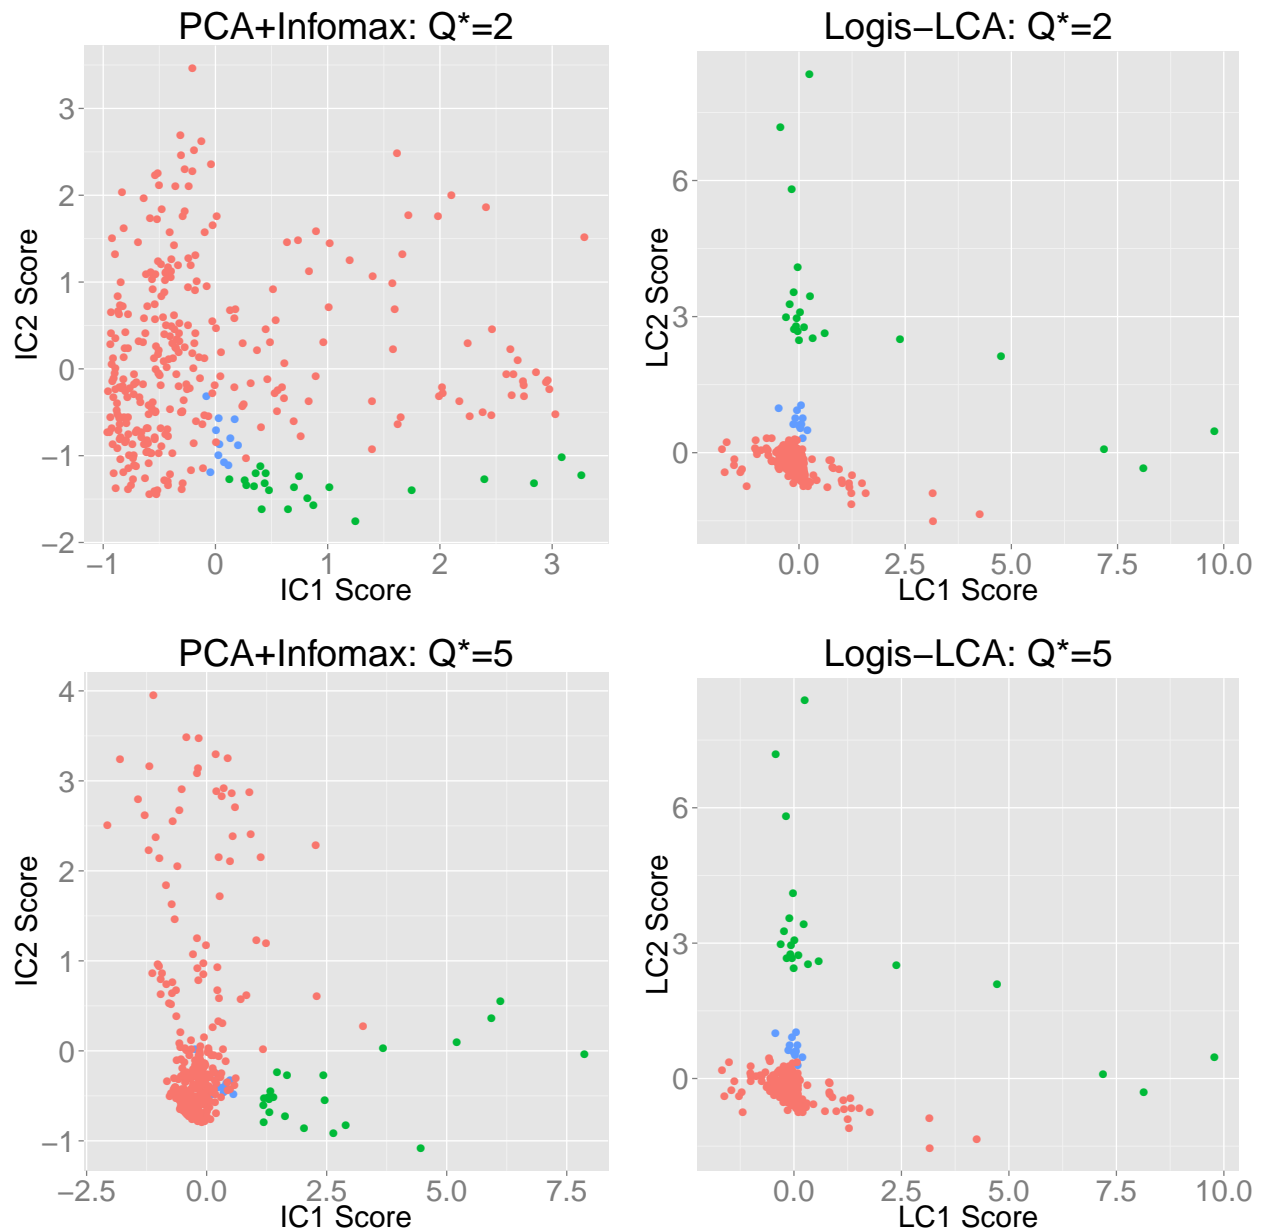 PCA+Infomax: Q*=2
IC2 Score
3
2
1
0
−1
−2
−1 0 1 2 3
IC1 Score
Logis−LCA: Q*=2
LC2 Score
6
3
0
0.0 2.5 5.0 7.5 10.0
LC1 Score
PCA+Infomax: Q*=5
IC2 Score
4
3
2
1
0
−1
−2.5 0.0 2.5 5.0 7.5
IC1 Score
Logis−LCA: Q*=5
LC2 Score
6
3
0
0.0 2.5 5.0 7.5 10.0
LC1 Score